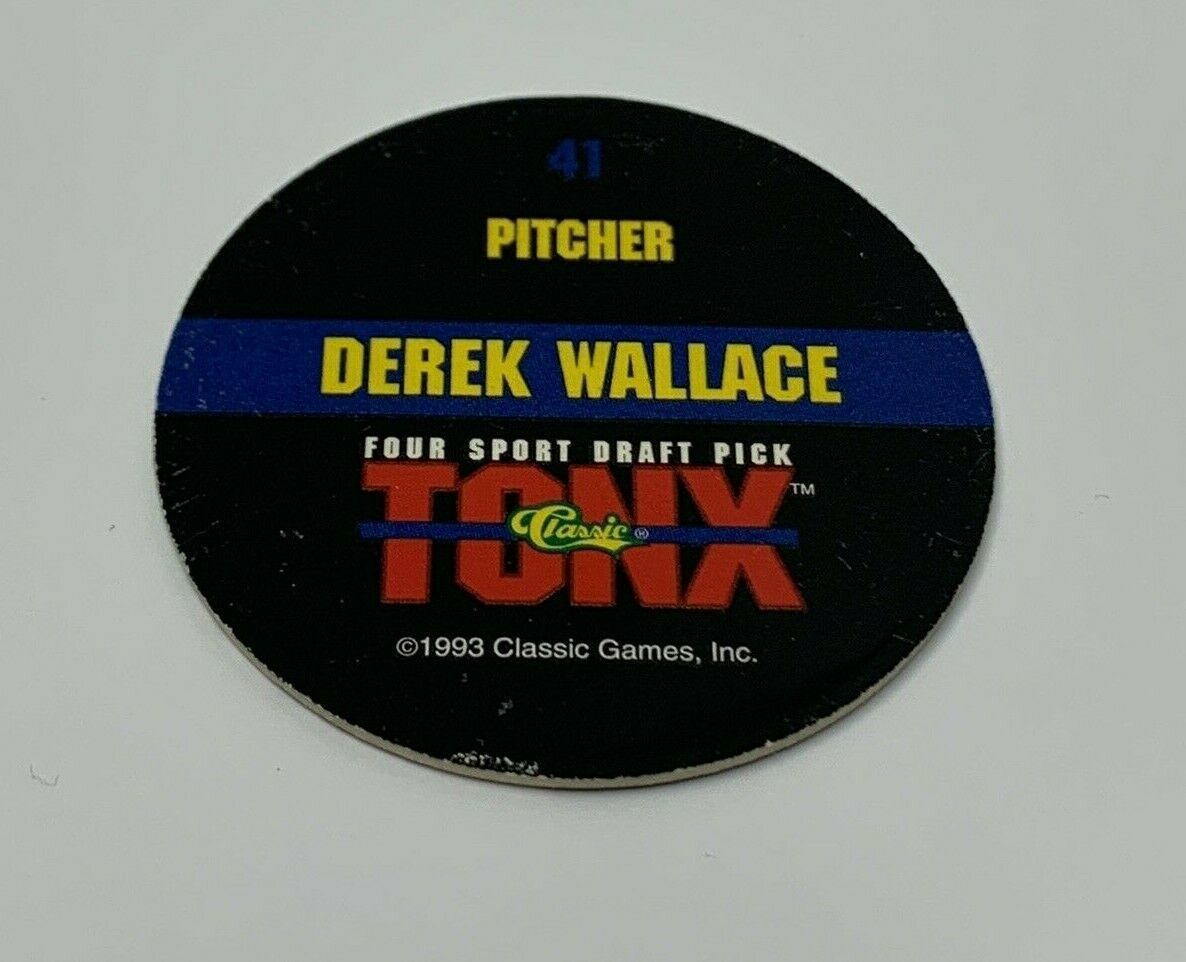 41
PITCHER
DEREK WALLACE
FOUR SPORT DRAFT PICK
TONX™
Classic®
©1993 Classic Games, Inc.